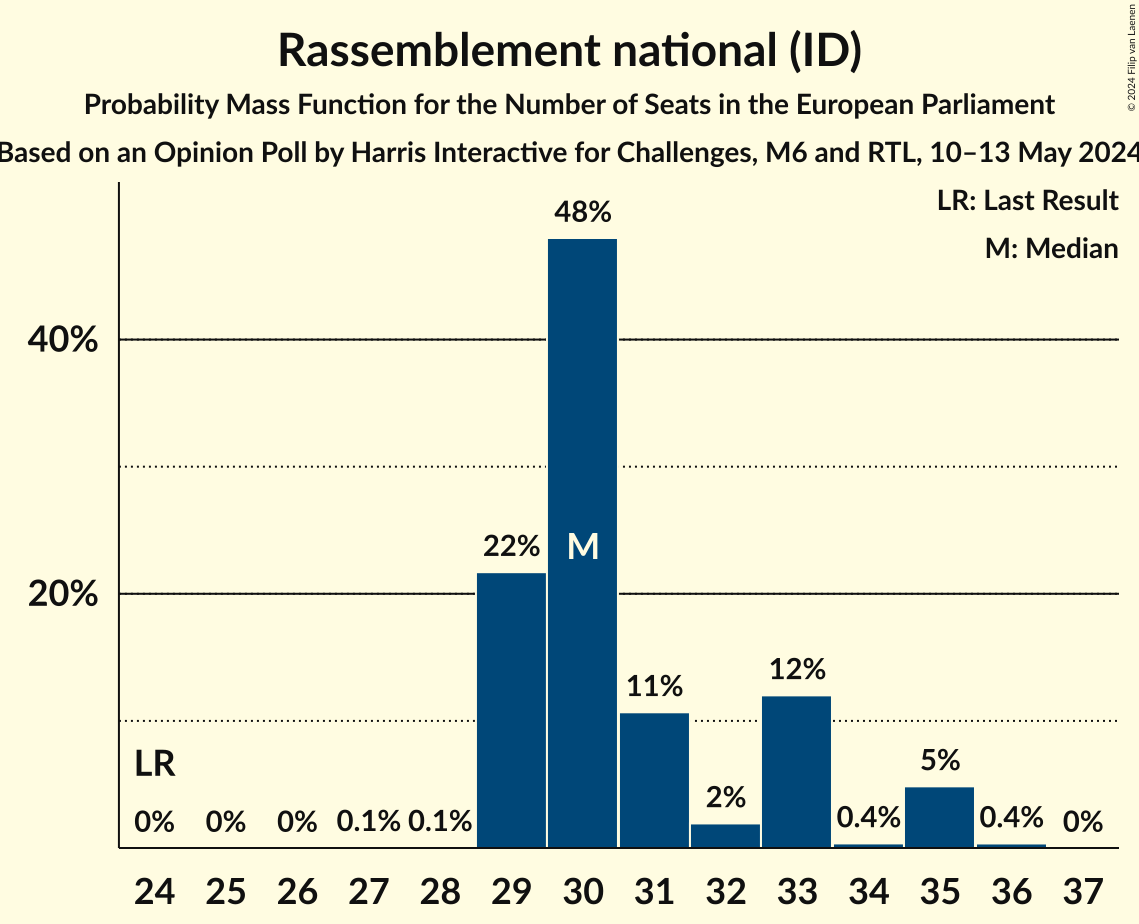 Rassemblement national (ID)
Probability Mass Function for the Number of Seats in the European Parliament
Based on an Opinion Poll by Harris Interactive for Challenges, M6 and RTL, 10–13 May 2024
© 2024 Filip van Laenen
LR: Last Result
M: Median
48%
40%
22%
M
20%
12%
11%
LR
5%
2%
0% 0% 0% 0.1% 0.1% 0.4% 0.4% 0%
24 25 26 27 28 29 30 31 32 33 34 35 36 37